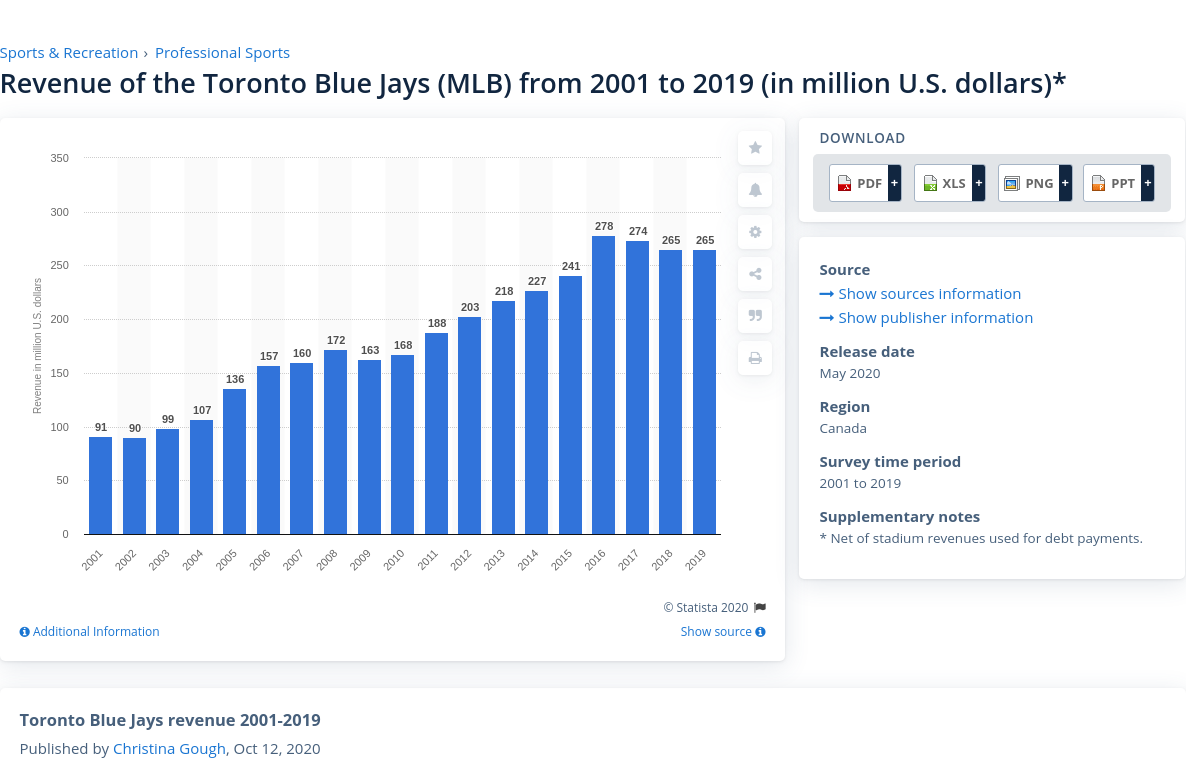 Sports & Recreation › Professional Sports
Revenue of the Toronto Blue Jays (MLB) from 2001 to 2019 (in million U.S. dollars)*
350
300
250
200
150
100
50
0
Revenue in million U.S. dollars
91
90
99
107
136
157
160
172
163
168
188
203
218
227
241
278
274
265
265
2001
2002
2003
2004
2005
2006
2007
2008
2009
2010
2011
2012
2013
2014
2015
2016
2017
2018
2019
© Statista 2020
Additional Information
Show source
DOWNLOAD
PDF + XLS + PNG + PPT +
Source
Show sources information
Show publisher information
Release date
May 2020
Region
Canada
Survey time period
2001 to 2019
Supplementary notes
* Net of stadium revenues used for debt payments.
Toronto Blue Jays revenue 2001-2019
Published by Christina Gough, Oct 12, 2020